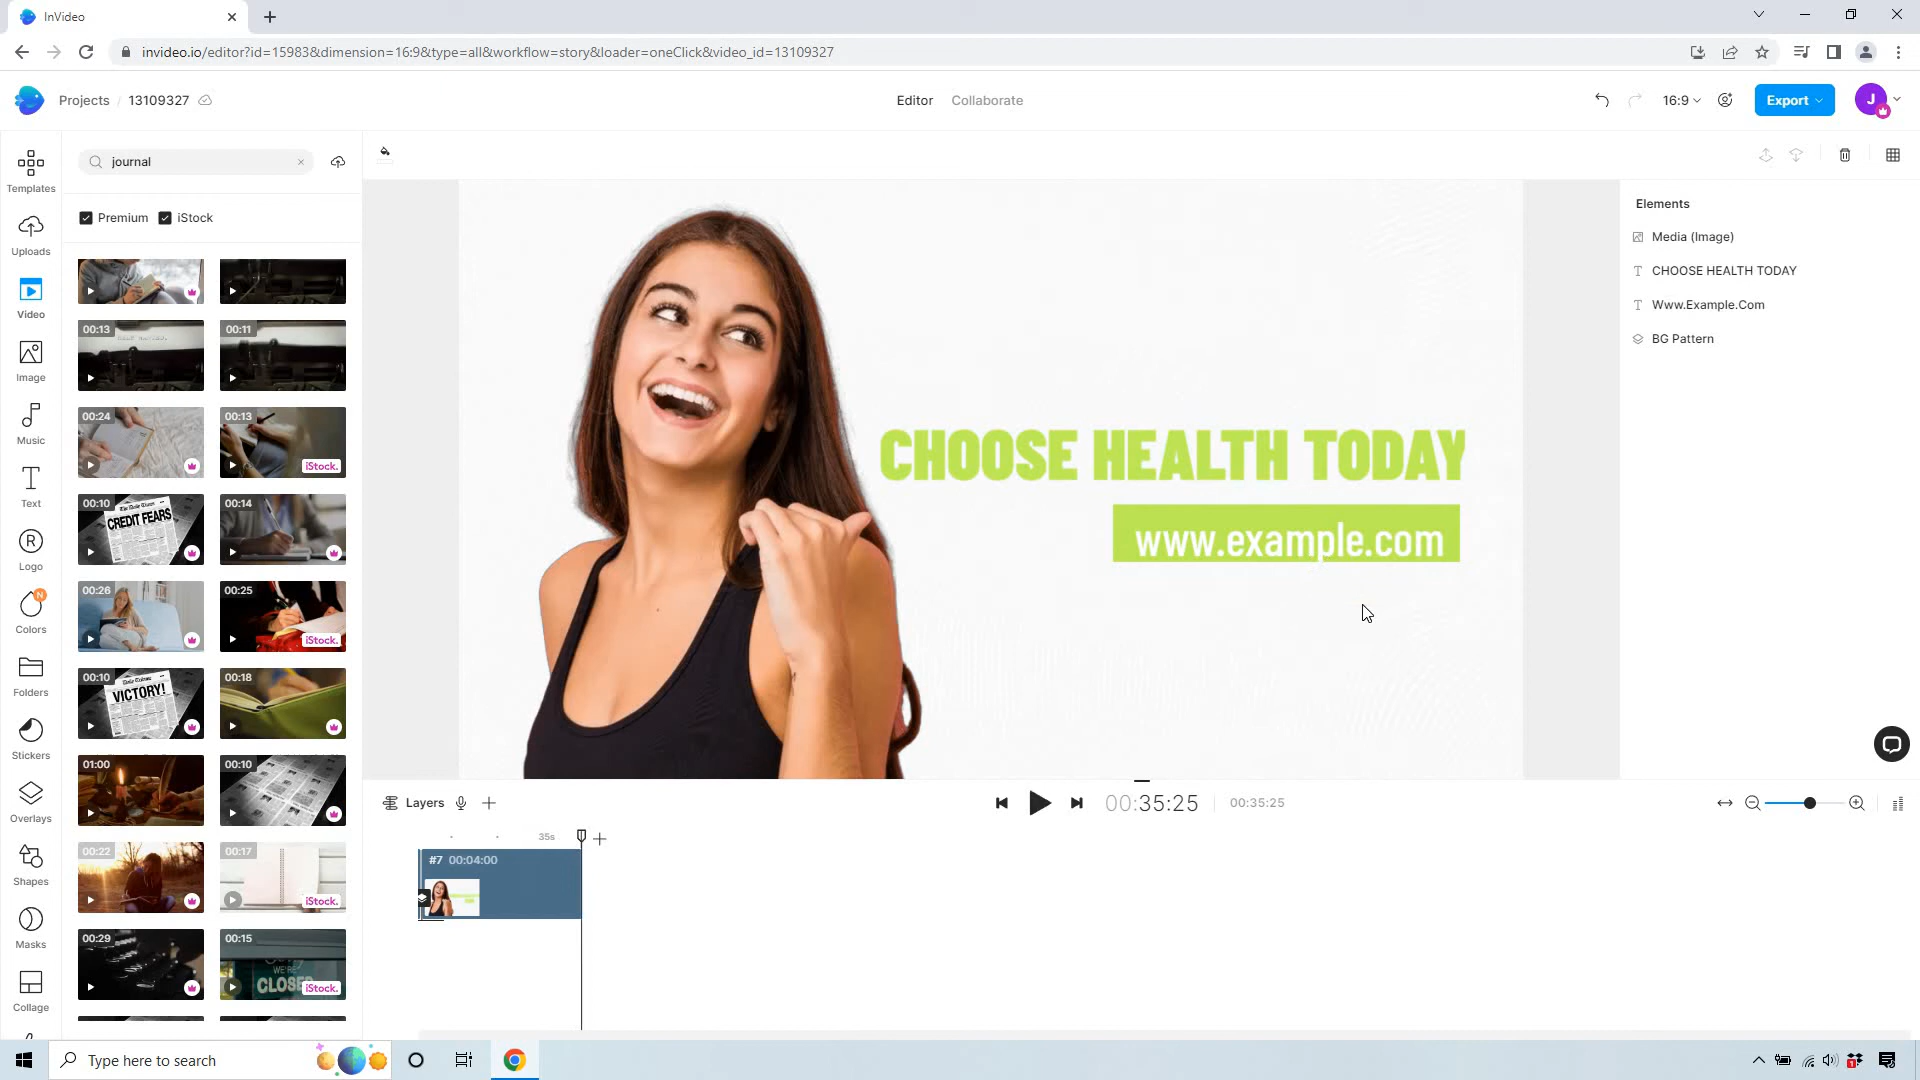 InVideo
invideo.io/editor?id=15983&dimension=16:9&type=all&workflow=story&loader=oneClick&video_id=13109327
Projects / 13109327
Editor
Collaborate
16:9
Export
J
Templates
Uploads
Video
Image
Music
Text
Logo
N
Colors
Folders
Stickers
Overlays
Shapes
Masks
Collage
journal
Premium
iStock
00:13
00:11
00:24
00:13
iStock.
00:10
CREDIT FEARS
00:14
00:26
00:25
iStock.
00:10
VICTORY!
00:18
01:00
00:10
00:22
00:17
iStock.
00:29
00:15
WE'RE
CLOSED
iStock.
CHOOSE HEALTH TODAY
www.example.com
Elements
Media (Image)
CHOOSE HEALTH TODAY
Www.Example.Com
BG Pattern
Layers
00:35:25
00:35:25
35s
#7 00:04:00
Type here to search
1